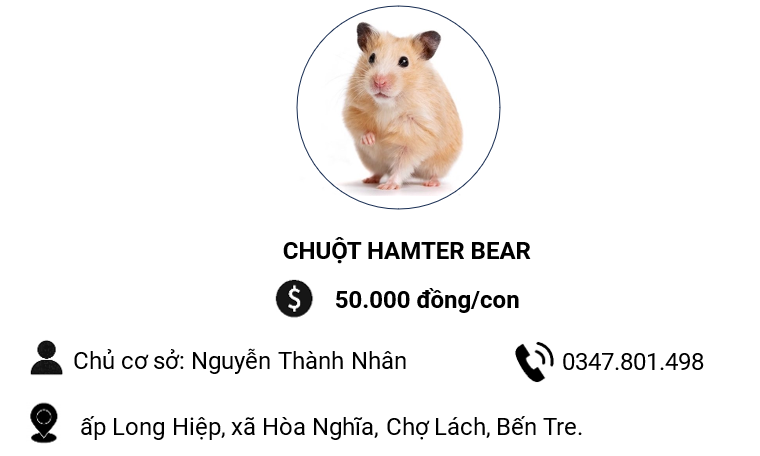 CHUỘT HAMTER BEAR
50.000 đồng/con
Chủ cơ sở: Nguyễn Thành Nhân
0347.801.498
ấp Long Hiệp, xã Hòa Nghĩa, Chợ Lách, Bến Tre.